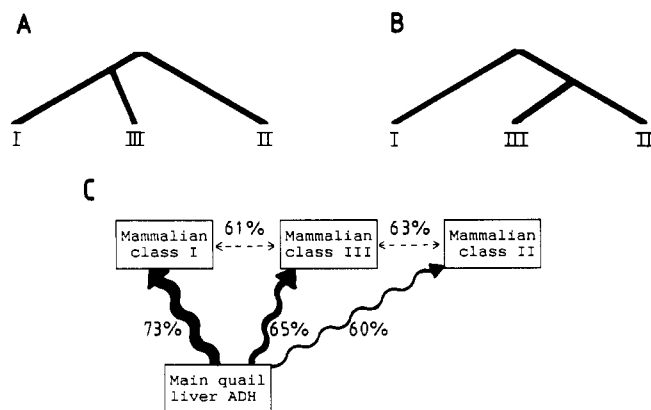 A
B
I III II
I III II
C
61% 63%
Mammalian class I
Mammalian class III
Mammalian class II
73% 65% 60%
Main quail
liver ADH